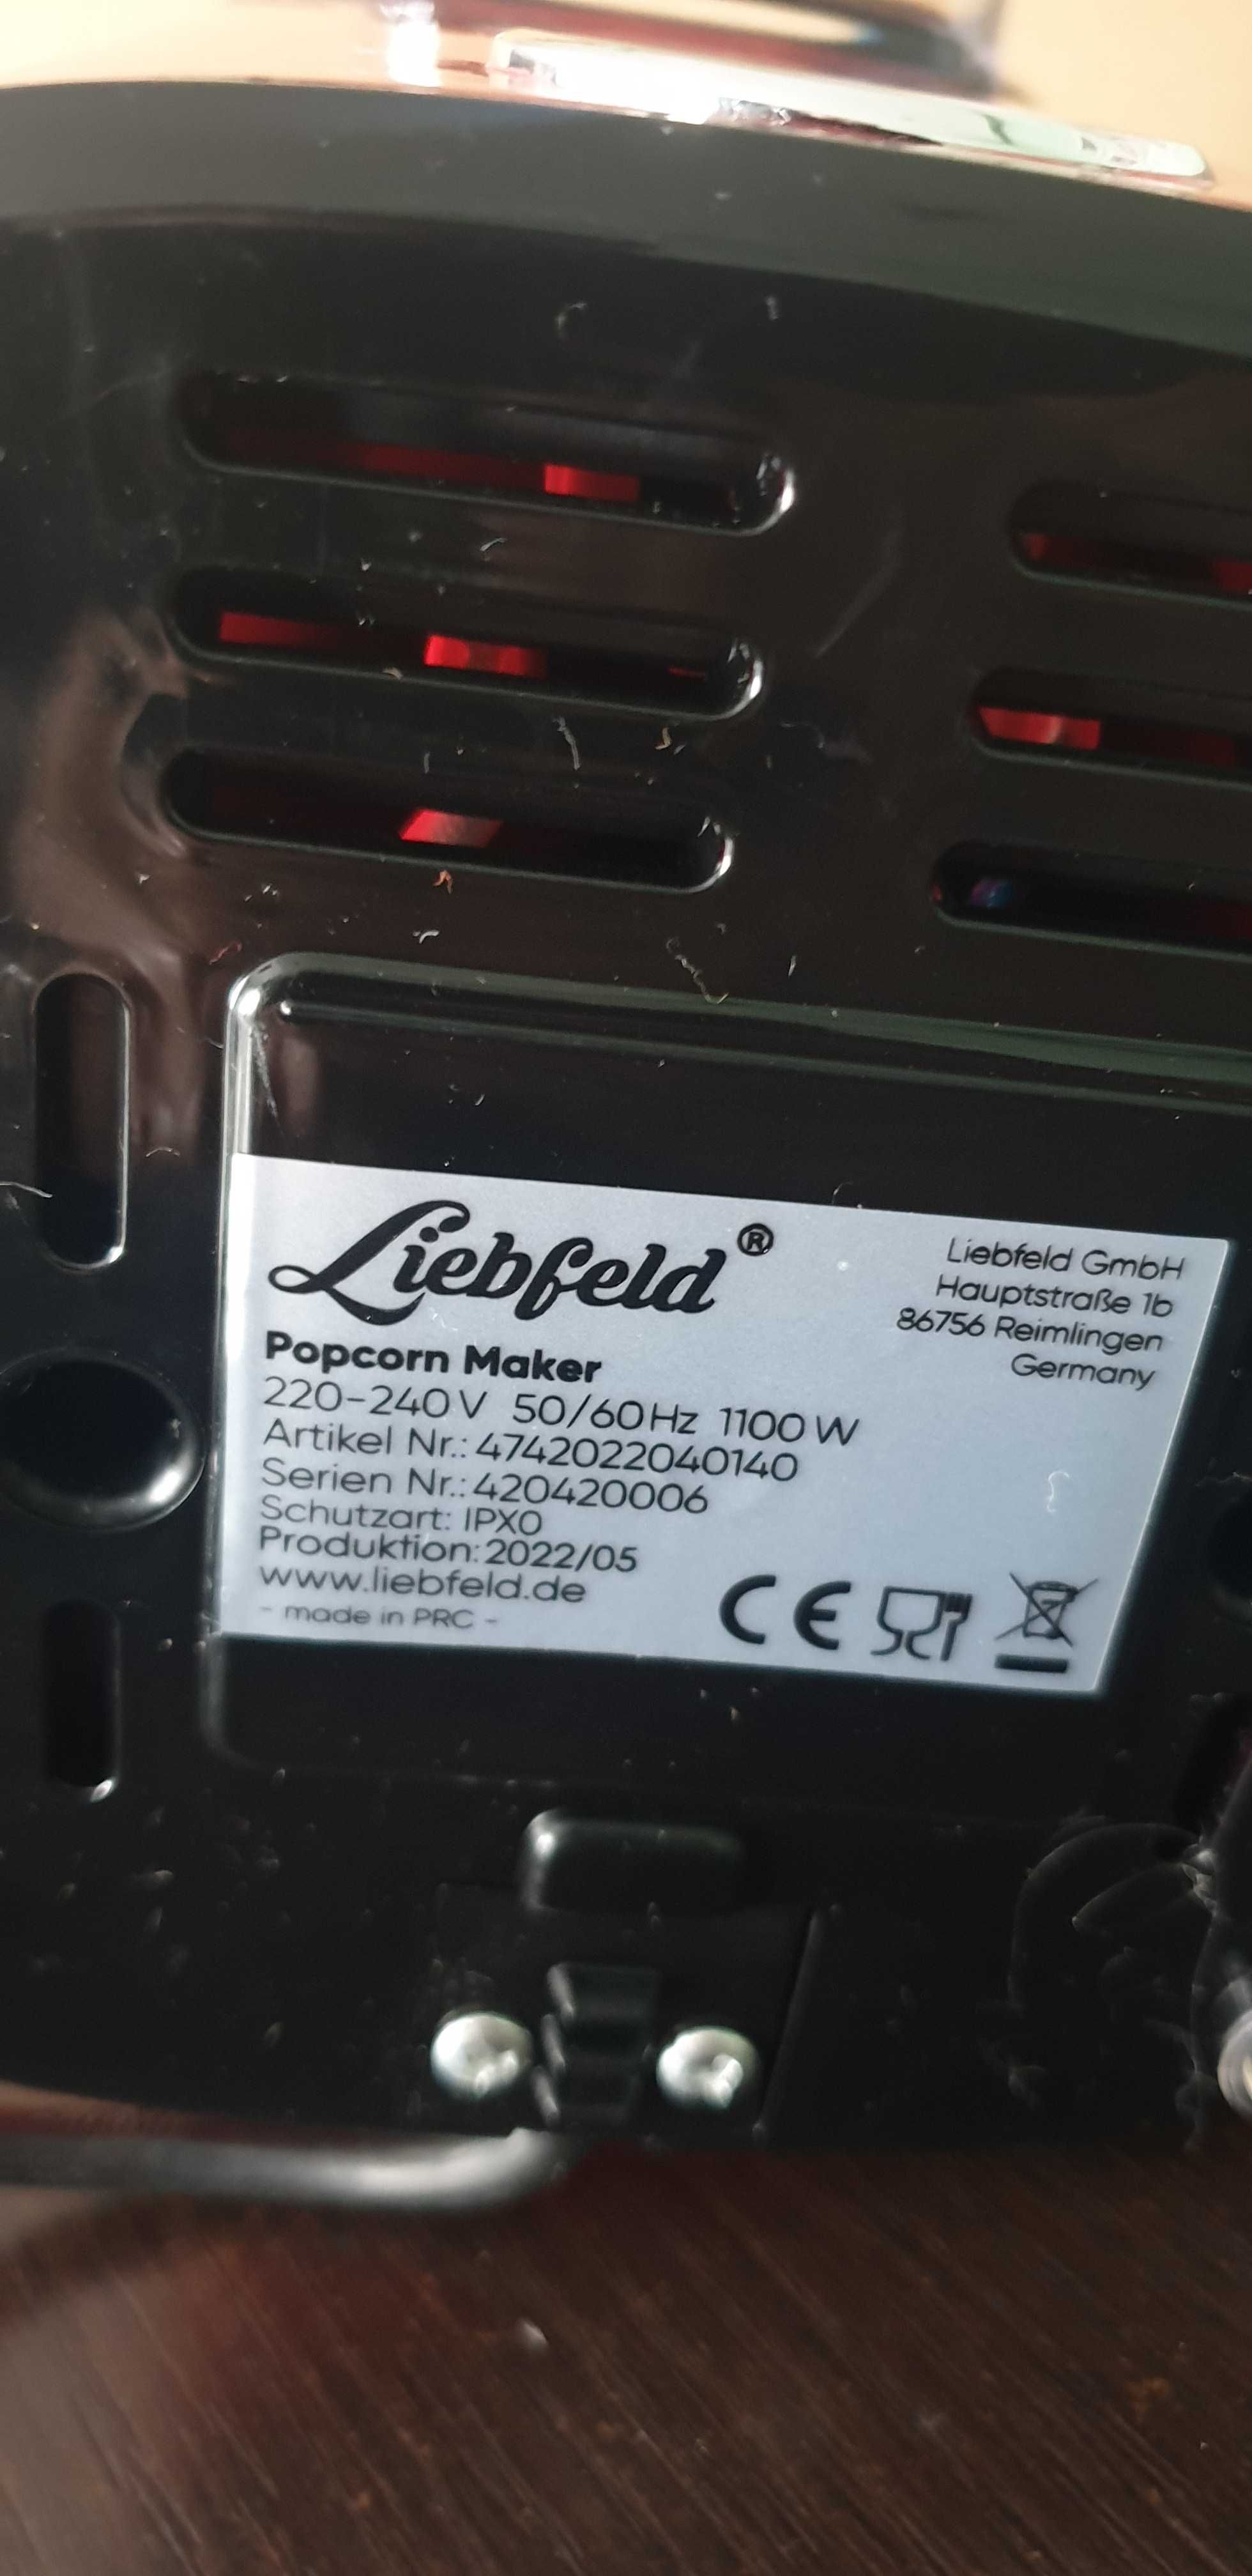 Liebfeld®
Popcorn Maker
220-240V 50/60Hz 1100W
Artikel Nr.: 4742022040140
Serien Nr.: 420420006
Schutzart: IPX0
Produktion: 2022/05
www.liebfeld.de
- made in PRC -
Liebfeld GmbH
Hauptstraße 1b
86756 Reimlingen
Germany
CE